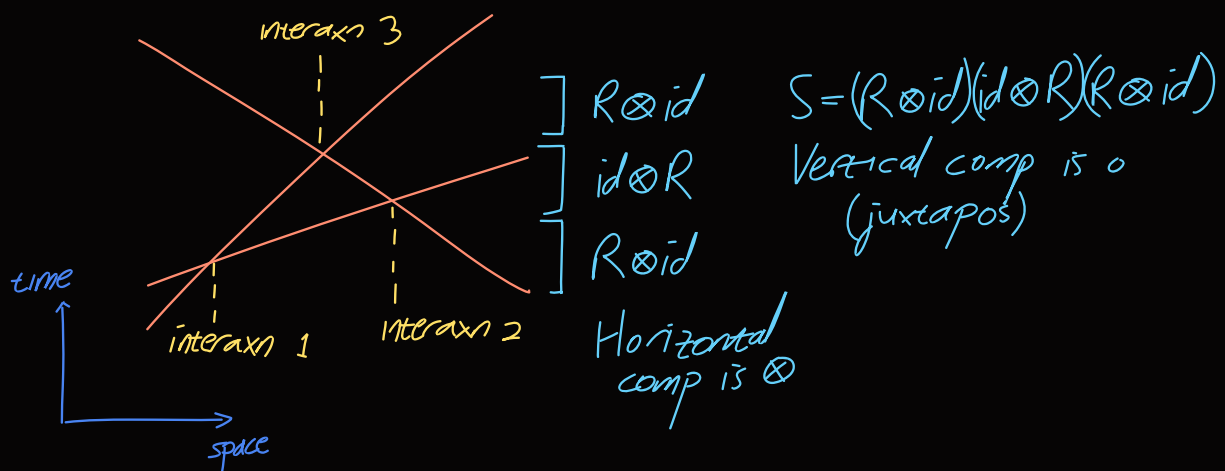 interaxn 3
R⊗id
id⊗R
R⊗id
Horizontal
comp is ⊗
S=(R⊗id)(id⊗R)(R⊗id)
Vertical comp is ∘
(juxtapos)
time
space
interaxn 1
interaxn 2